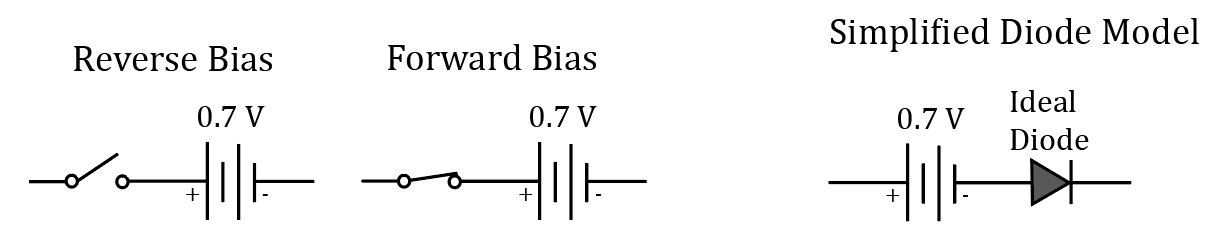 Reverse Bias
0.7 V
+ -
Forward Bias
0.7 V
+ -
Simplified Diode Model
0.7 V
+ -
Ideal
Diode